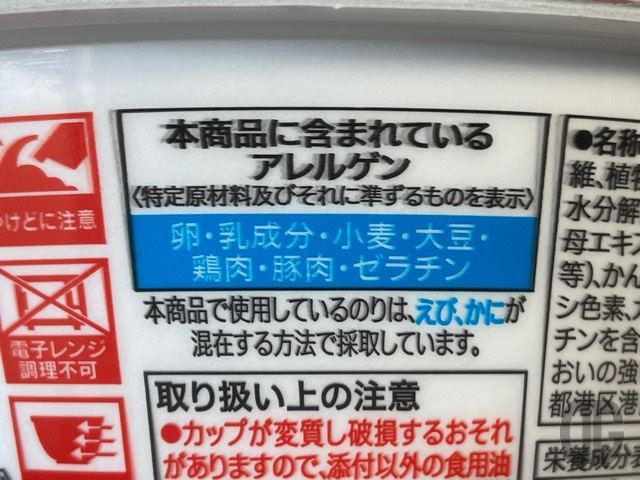 本商品に含まれている
アレルゲン
〈特定原材料及びそれに準ずるものを表示〉
卵・乳成分・小麦・大豆・
鶏肉・豚肉・ゼラチン
本商品で使用しているのりは、えび、かにが
混在する方法で採取しています。
取り扱い上の注意
●カップが変質し破損するおそれ
がありますので、添付以外の食用油
けどに注意
電子レンジ
調理不可
●名称
維、植物
水分解
母エキス
等)、かん
シ色素、
チンを含
おいの強
都港区港
栄養成分表